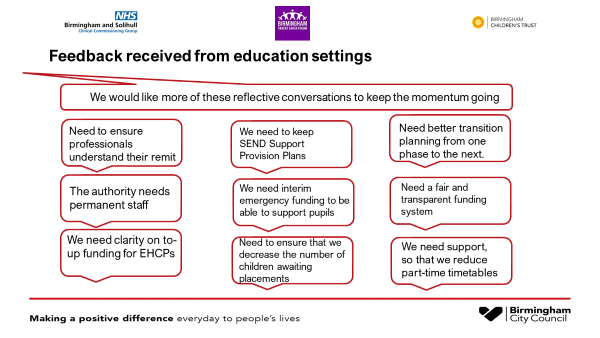 NHS
Birmingham and Solihull
Clinical Commissioning Group
BIRMINGHAM
PARENT CARER FORUM
BIRMINGHAM
CHILDREN'S TRUST
Feedback received from education settings
We would like more of these reflective conversations to keep the momentum going
Need to ensure
professionals
understand their remit
We need to keep
SEND Support
Provision Plans
Need better transition
planning from one
phase to the next.
The authority needs
permanent staff
We need interim
emergency funding to be
able to support pupils
Need a fair and
transparent funding
system
We need clarity on to-
up funding for EHCPs
Need to ensure that we
decrease the number of
children awaiting
placements
We need support,
so that we reduce
part-time timetables
Making a positive difference everyday to people's lives
Birmingham
City Council